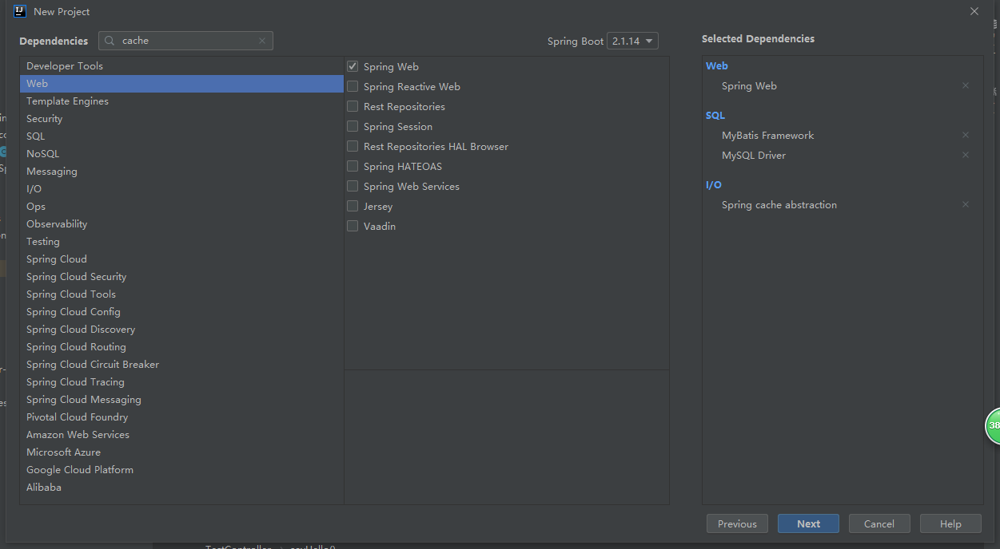 New Project
Dependencies
cache
Spring Boot 2.1.14
Selected Dependencies
Developer Tools
Web
Template Engines
Security
SQL
NoSQL
Messaging
I/O
Ops
Observability
Testing
Spring Cloud
Spring Cloud Security
Spring Cloud Tools
Spring Cloud Config
Spring Cloud Discovery
Spring Cloud Routing
Spring Cloud Circuit Breaker
Spring Cloud Tracing
Spring Cloud Messaging
Pivotal Cloud Foundry
Amazon Web Services
Microsoft Azure
Google Cloud Platform
Alibaba
Spring Web
Spring Reactive Web
Rest Repositories
Spring Session
Rest Repositories HAL Browser
Spring HATEOAS
Spring Web Services
Jersey
Vaadin
Web
Spring Web
SQL
MyBatis Framework
MySQL Driver
I/O
Spring cache abstraction
38
Previous
Next
Cancel
Help